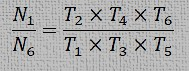 N₁/N₆ = (T₂ × T₄ × T₆)/(T₁ × T₃ × T₅)